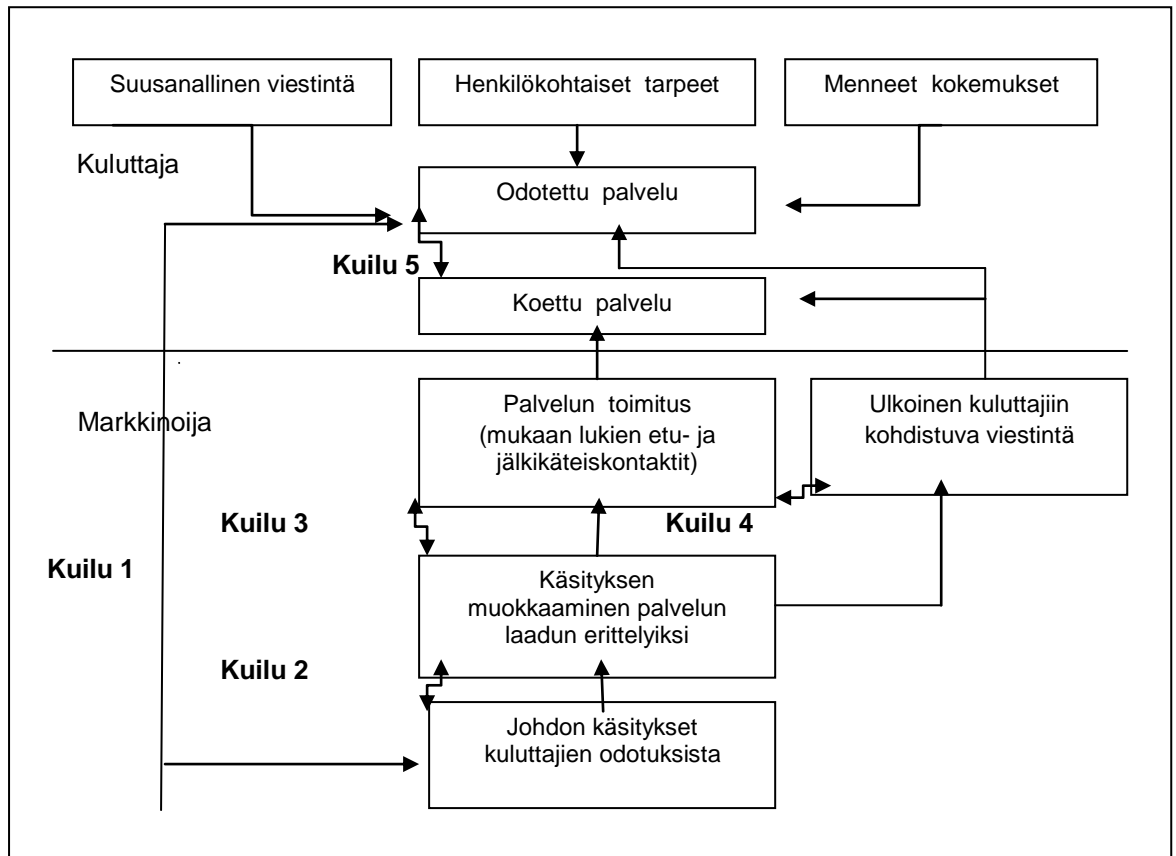 Suusanallinen viestintä
Henkilökohtaiset tarpeet
Menneet kokemukset
Kuluttaja
Odotettu palvelu
Kuilu 5
Koettu palvelu
Markkinoija
Palvelun toimitus
(mukaan lukien etu- ja
jälkikäteiskontaktit)
Ulkoinen kuluttajiin
kohdistuva viestintä
Kuilu 3
Kuilu 4
Kuilu 1
Käsityksen
muokkaaminen palvelun
laadun erittelyiksi
Kuilu 2
Johdon käsitykset
kuluttajien odotuksista